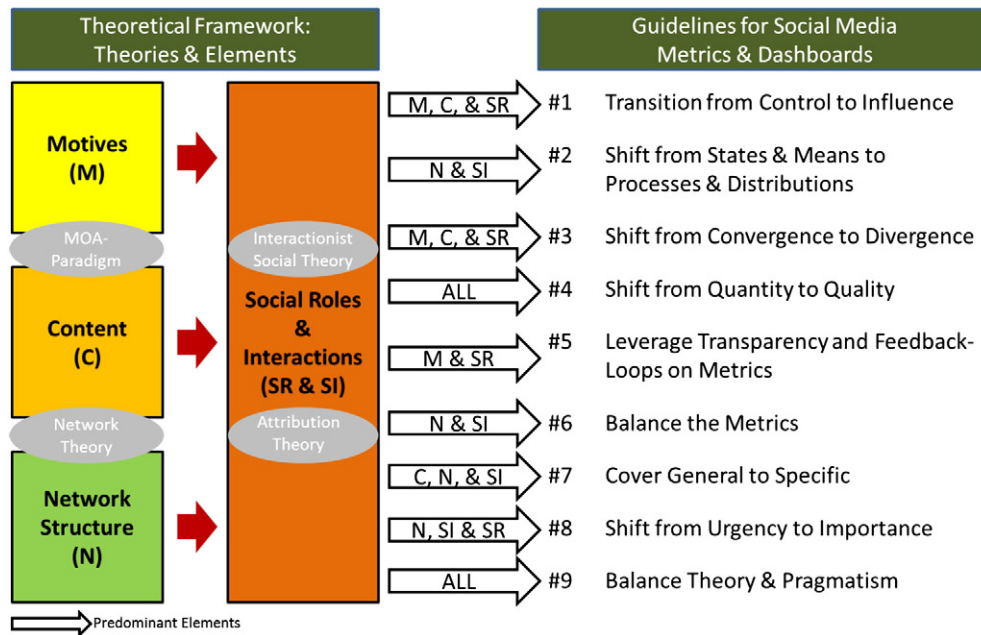 Theoretical Framework:
Theories & Elements
Guidelines for Social Media
Metrics & Dashboards
Motives
(M)
MOA-
Paradigm
Content
(C)
Network
Theory
Network
Structure
(N)
Interactionist
Social Theory
Social Roles
&
Interactions
(SR & SI)
Attribution
Theory
M, C, & SR
#1 Transition from Control to Influence
N & SI
#2 Shift from States & Means to
Processes & Distributions
M, C, & SR
#3 Shift from Convergence to Divergence
ALL
#4 Shift from Quantity to Quality
M & SR
#5 Leverage Transparency and Feedback-
Loops on Metrics
N & SI
#6 Balance the Metrics
C, N, & SI
#7 Cover General to Specific
N, SI & SR
#8 Shift from Urgency to Importance
ALL
#9 Balance Theory & Pragmatism
Predominant Elements